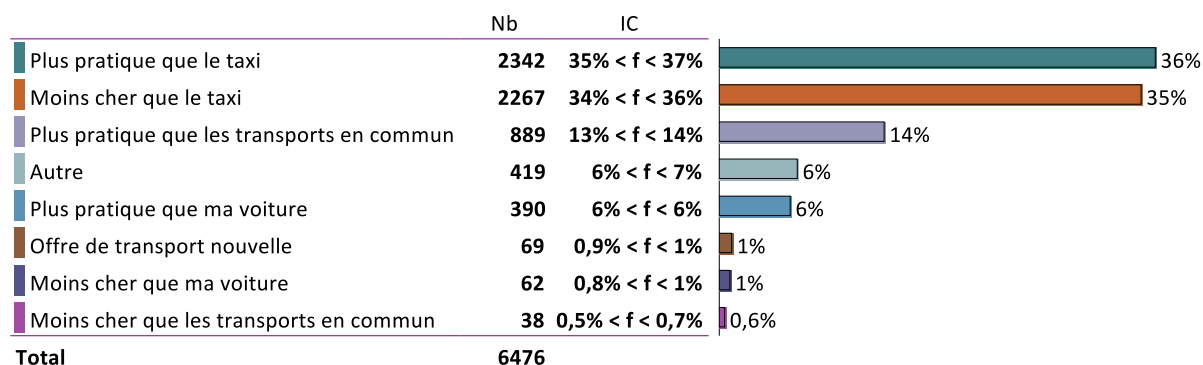 Nb IC
Plus pratique que le taxi 2342 35% < f < 37% 36%
Moins cher que le taxi 2267 34% < f < 36% 35%
Plus pratique que les transports en commun 889 13% < f < 14% 14%
Autre 419 6% < f < 7% 6%
Plus pratique que ma voiture 390 6% < f < 6% 6%
Offre de transport nouvelle 69 0,9% < f < 1% 1%
Moins cher que ma voiture 62 0,8% < f < 1% 1%
Moins cher que les transports en commun 38 0,5% < f < 0,7% 0,6%
Total 6476